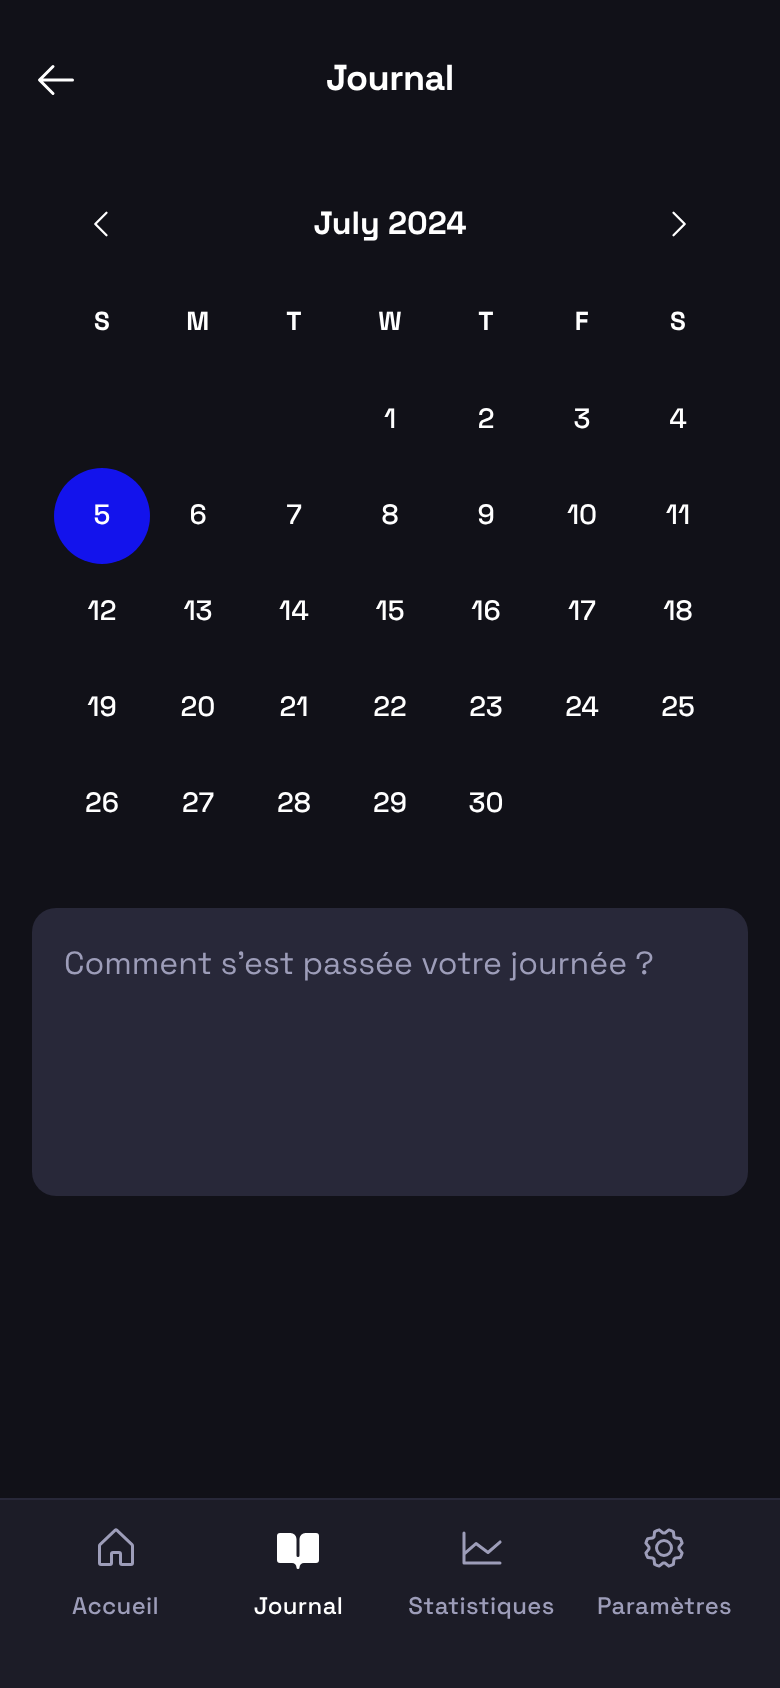 Journal
July 2024
S M T W T F S
1 2 3 4
5 6 7 8 9 10 11
12 13 14 15 16 17 18
19 20 21 22 23 24 25
26 27 28 29 30
Comment s’est passée votre journée ?
Accueil Journal Statistiques Paramètres